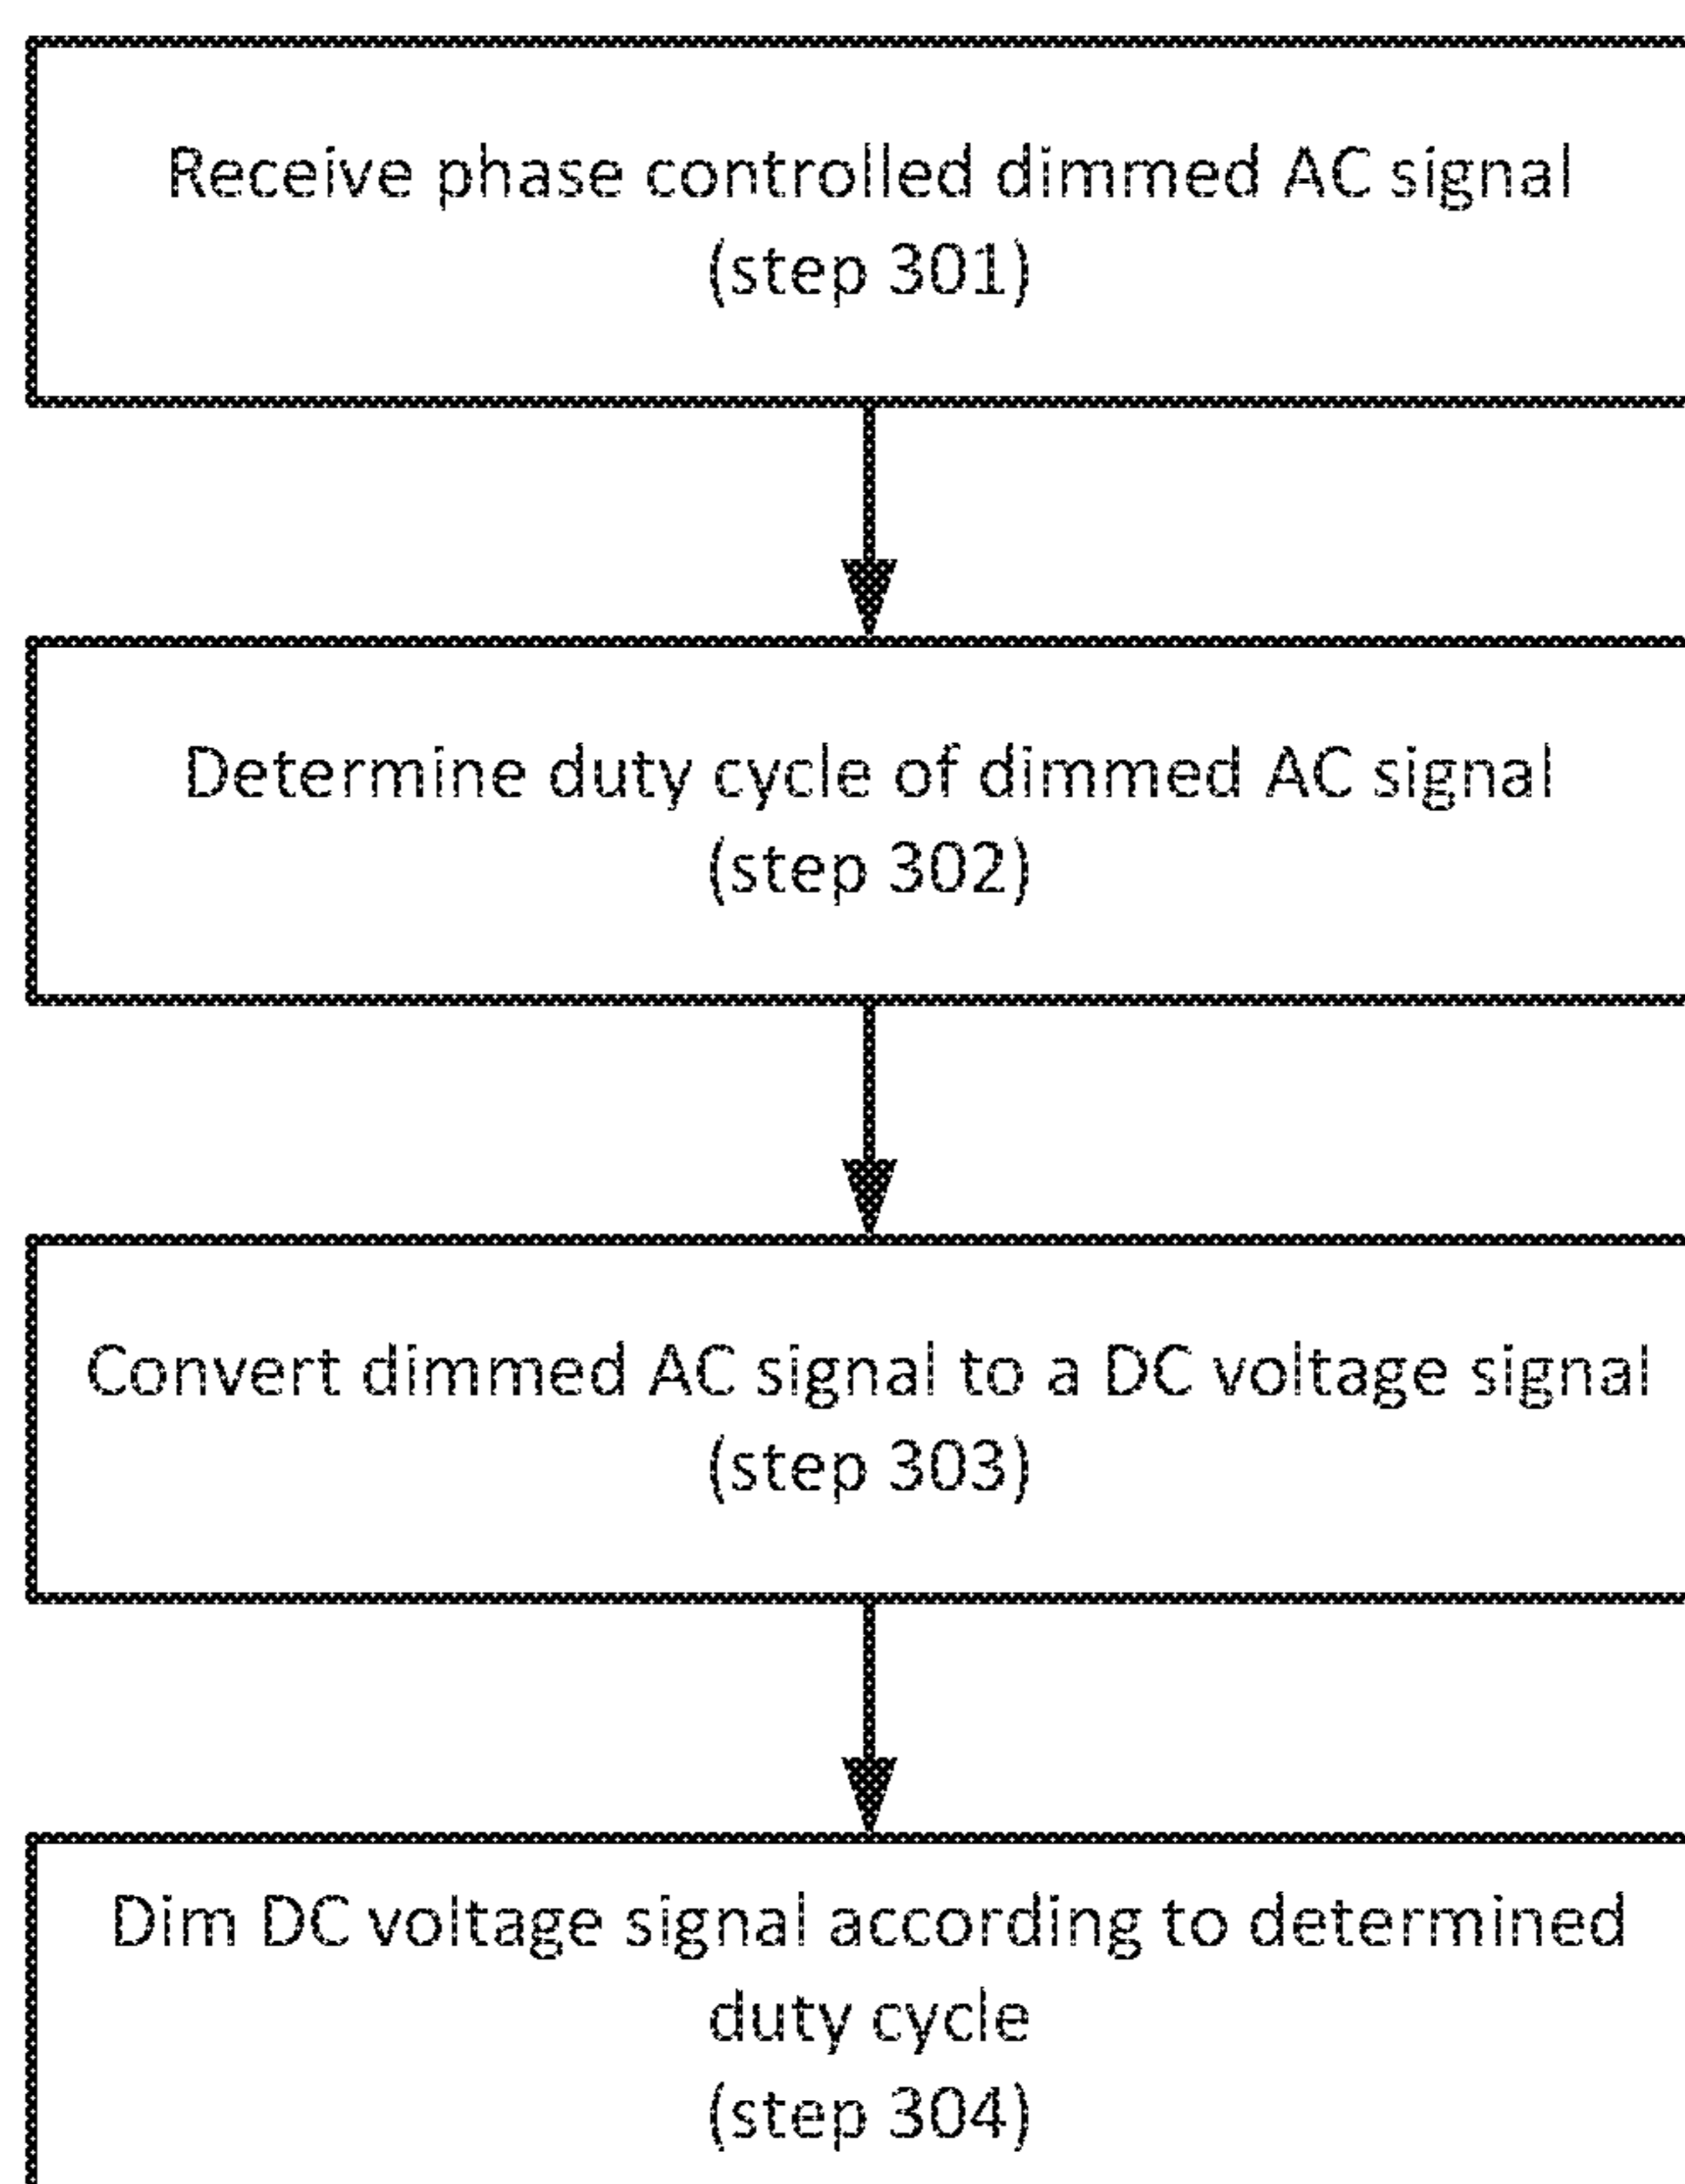 Receive phase controlled dimmed AC signal
(step 301)
Determine duty cycle of dimmed AC signal
(step 302)
Convert dimmed AC signal to a DC voltage signal
(step 303)
Dim DC voltage signal according to determined
duty cycle
(step 304)